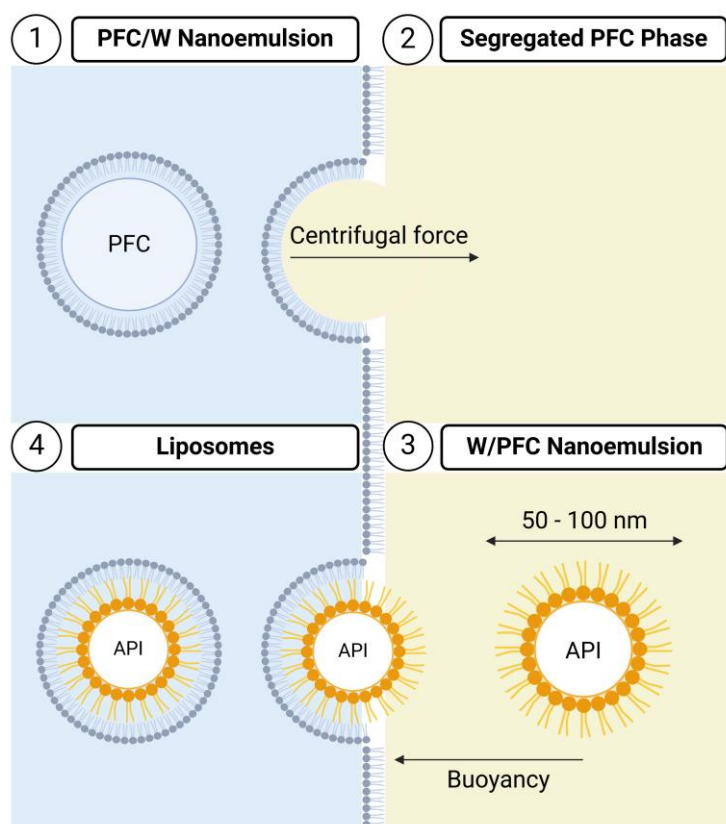 1 PFC/W Nanoemulsion
2 Segregated PFC Phase
PFC
Centrifugal force
4 Liposomes
3 W/PFC Nanoemulsion
50 - 100 nm
API
API
API
Buoyancy